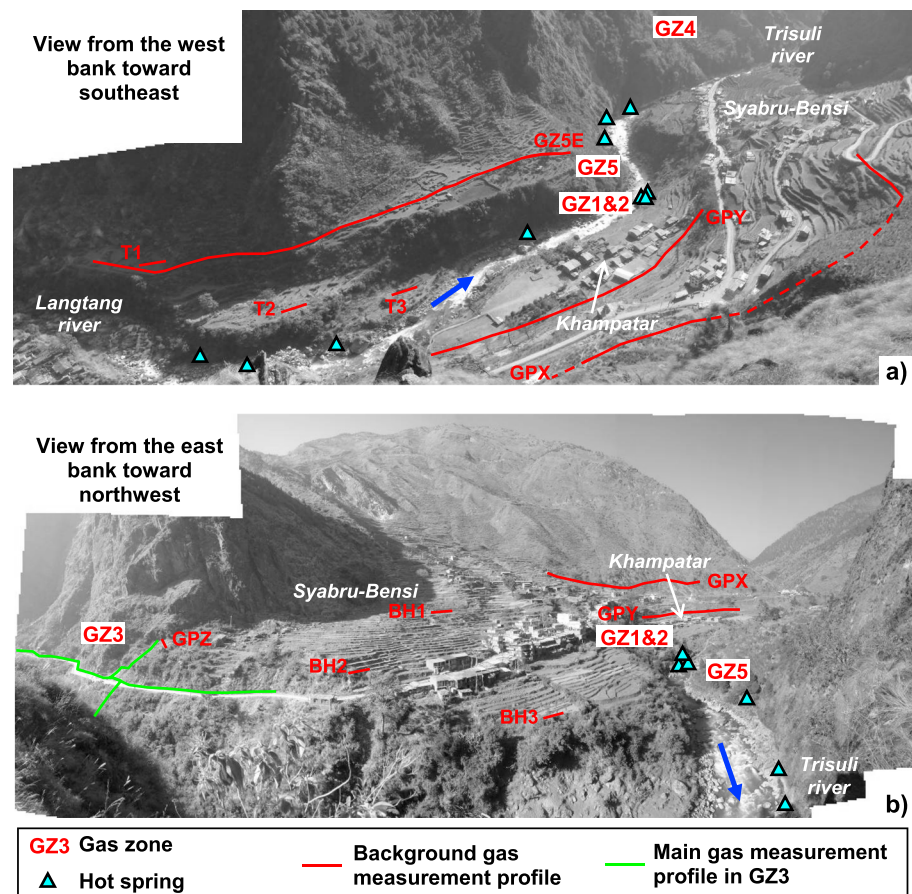 View from the west
bank toward
southeast
GZ4
Trisuli
river
Syabru-Bensi
GZ5E
GZ5
GZ1&2
GPY
T1
T2
T3
Langtang
river
Khampatar
GPX
a)
View from the east
bank toward
northwest
Khampatar
Syabru-Bensi
GPX
GPY
BH1
GZ3
GPZ
GZ1&2
BH2
GZ5
BH3
Trisuli
river
b)
GZ3 Gas zone
Hot spring
Background gas
measurement profile
Main gas measurement
profile in GZ3